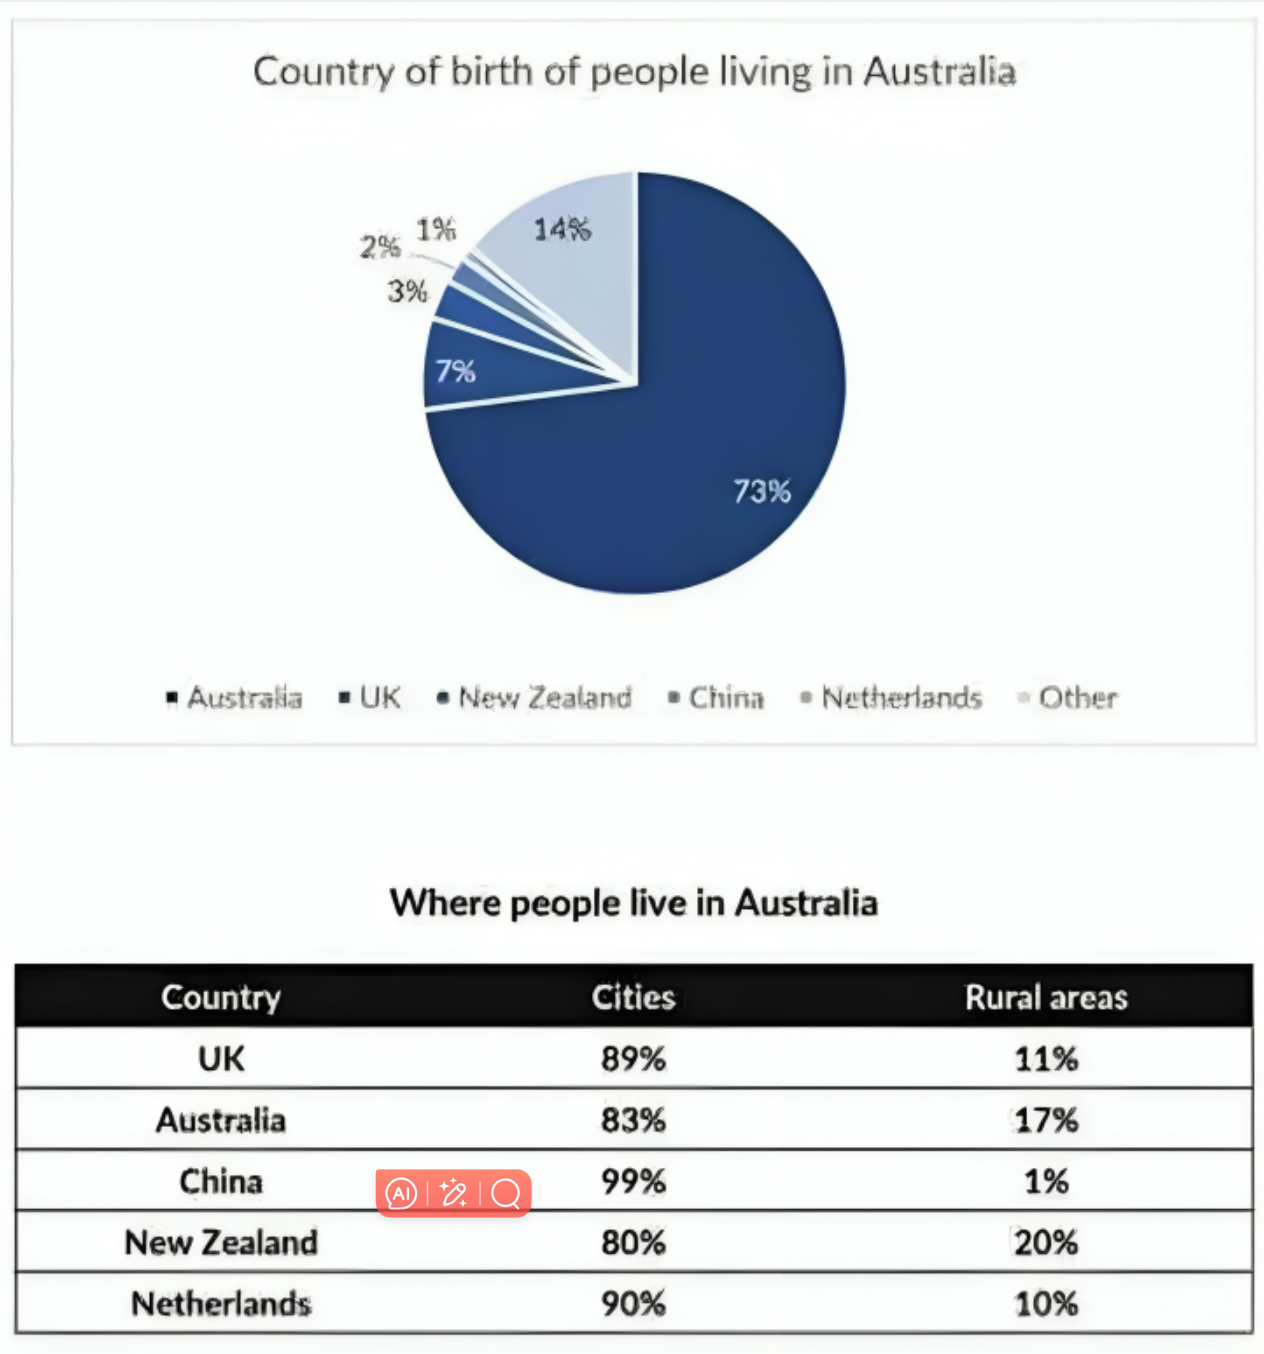 Country of birth of people living in Australia
14%
1%
2%
3%
7%
73%
Australia UK New Zealand China Netherlands Other
Where people live in Australia
Country Cities Rural areas
UK 89% 11%
Australia 83% 17%
China 99% 1%
AI
New Zealand 80% 20%
Netherlands 90% 10%